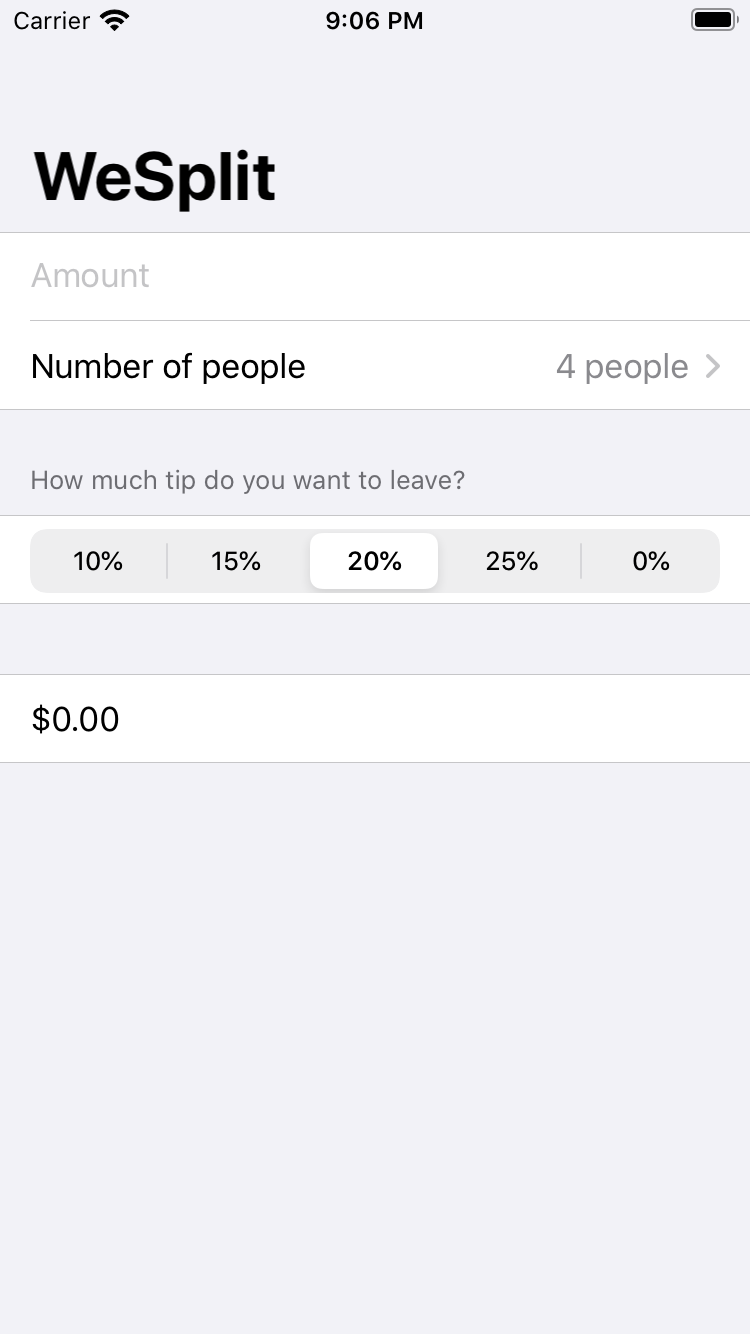 Carrier 9:06 PM
WeSplit
Amount
Number of people 4 people
How much tip do you want to leave?
10% 15% 20% 25% 0%
$0.00